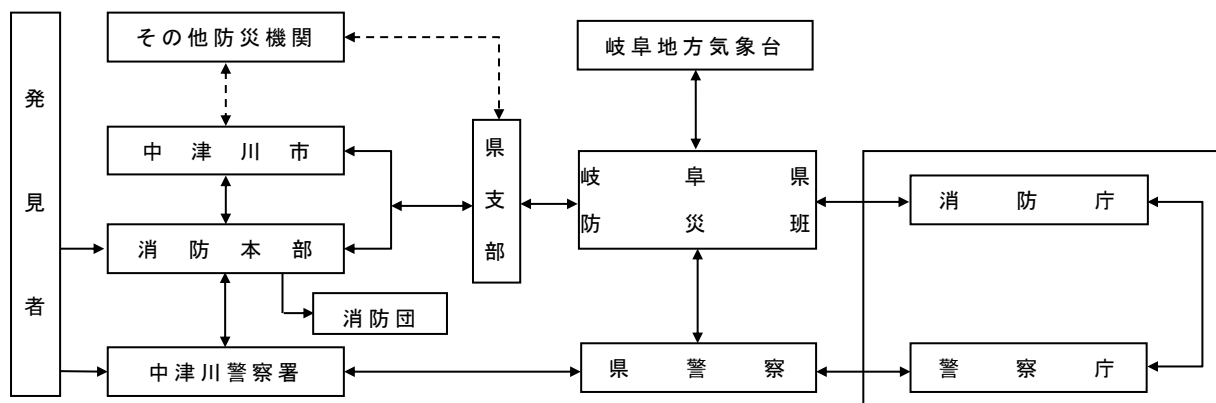 発見者
その他防災機関
岐阜地方気象台
中津川市
県支部
岐阜県
防災班
消防庁
消防本部
消防団
中津川警察署
県警察
警察庁